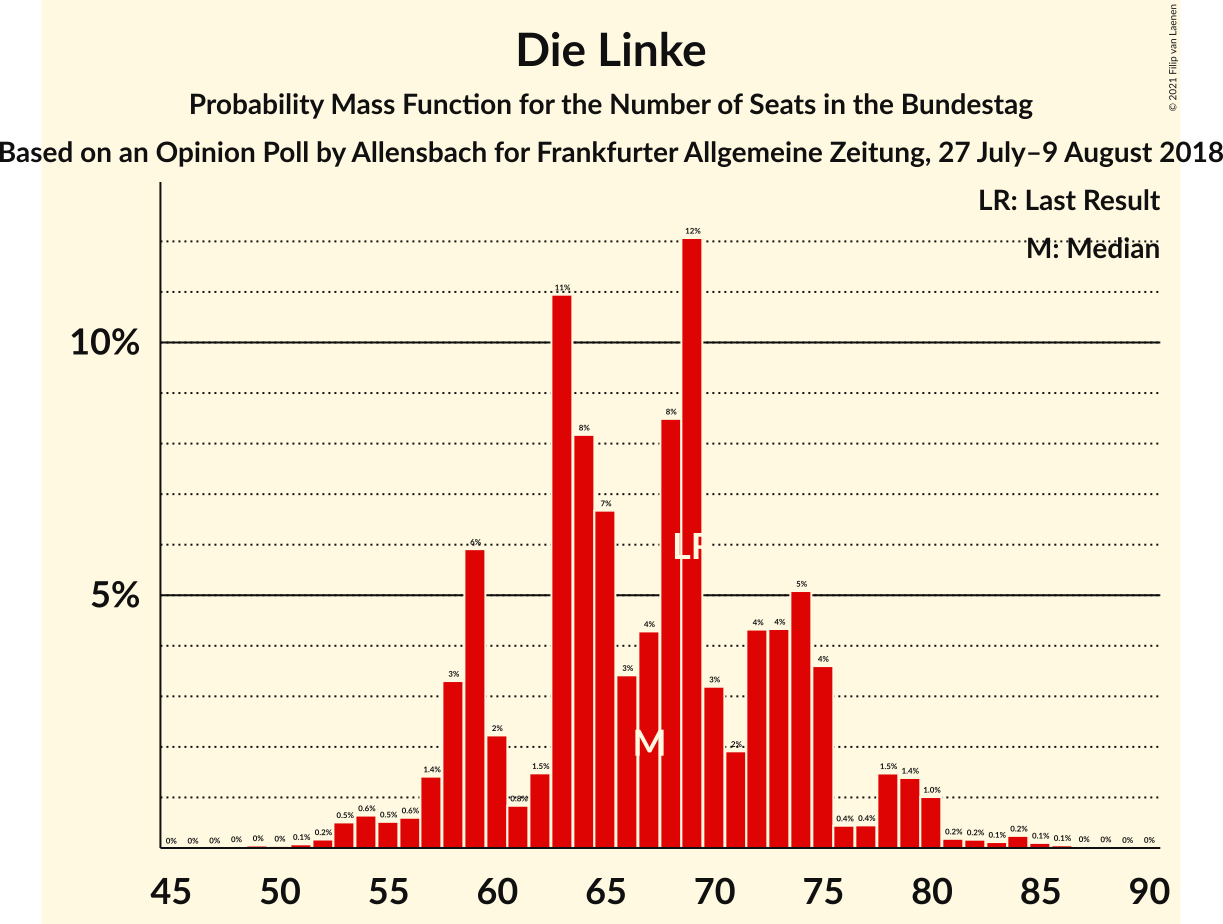 Die Linke
Probability Mass Function for the Number of Seats in the Bundestag
Based on an Opinion Poll by Allensbach for Frankfurter Allgemeine Zeitung, 27 July–9 August 2018
© 2021 Filip van Laenen
LR: Last Result
M: Median
10%
5%
0% 0% 0% 0% 0% 0% 0.1% 0.2% 0.5% 0.6% 0.5% 0.6% 1.4% 3% 6% 2% 0.8% 1.5% 11% 8% 7% 3% 4% 8% 12% 3% 2% 4% 4% 5% 4% 0.4% 0.4% 1.5% 1.4% 1.0% 0.2% 0.2% 0.1% 0.2% 0.1% 0.1% 0% 0% 0% 0%
LR
M
45 50 55 60 65 70 75 80 85 90